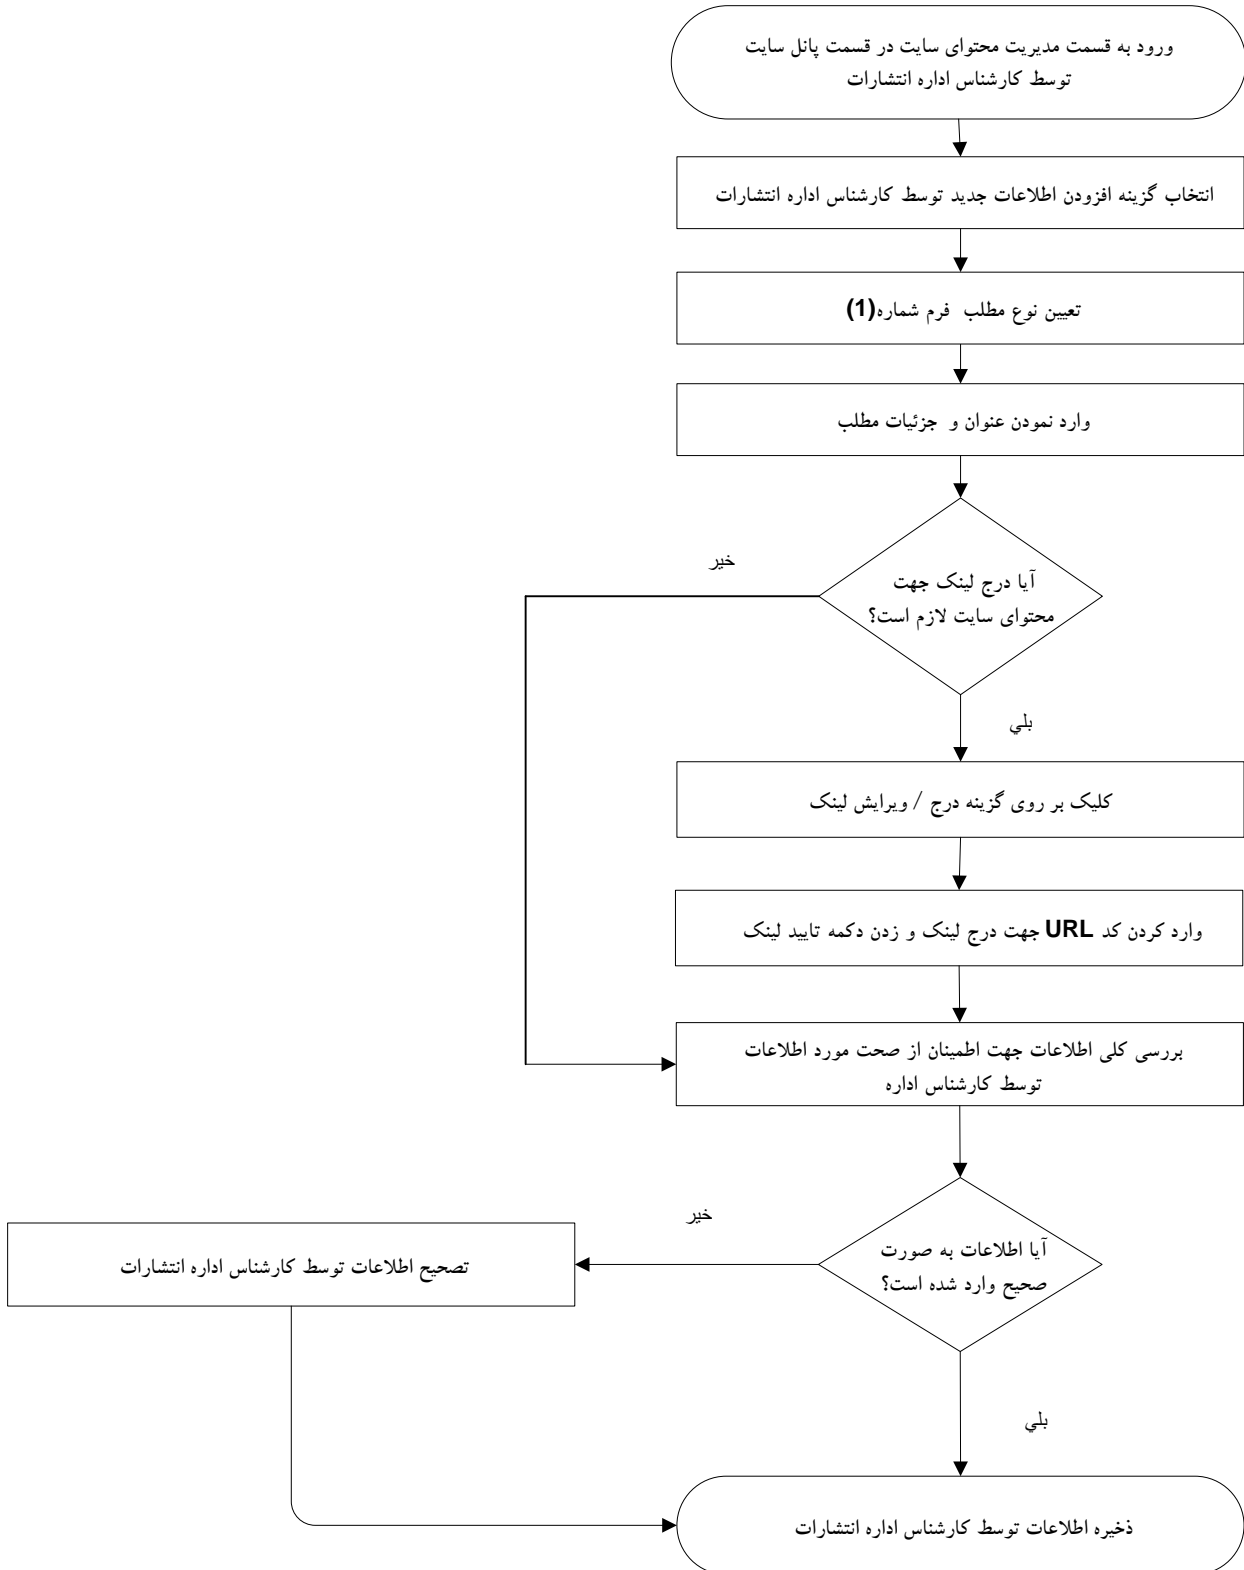 ورود به قسمت مدیریت محتوای سایت در قسمت پانل سایت
توسط کارشناس اداره انتشارات
انتخاب گزینه افزودن اطلاعات جدید توسط کارشناس اداره انتشارات
تعیین نوع مطلب فرم شماره(1)
وارد نمودن عنوان و جزئیات مطلب
آیا درج لینک جهت
محتوای سایت لازم است؟
خیر
بلي
کلیک بر روی گزینه درج / ویرایش لینک
وارد کردن کد URL جهت درج لینک و زدن دکمه تایید لینک
بررسی کلی اطلاعات جهت اطمینان از صحت مورد اطلاعات
توسط کارشناس اداره
آیا اطلاعات به صورت
صحیح وارد شده است؟
خیر
تصحیح اطلاعات توسط کارشناس اداره انتشارات
بلي
ذخیره اطلاعات توسط کارشناس اداره انتشارات